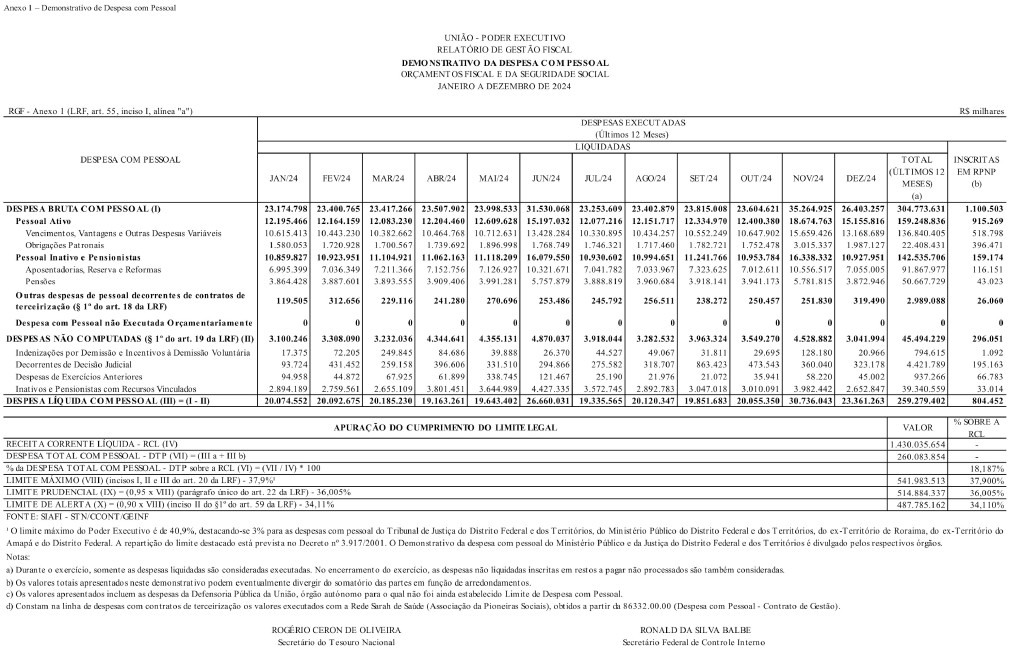 Anexo 1 – Demonstrativo de Despesa com Pessoal
UNIÃO - PODER EXECUTIVO
RELATÓRIO DE GESTÃO FISCAL
DEMONSTRATIVO DA DESPESA COM PESSOAL
ORÇAMENTOS FISCAL E DA SEGURIDADE SOCIAL
JANEIRO A DEZEMBRO DE 2024
RGF - Anexo 1 (LRF, art. 55, inciso I, alínea "a") R$ milhares
DESPESA COM PESSOAL
DESPESAS EXECUTADAS
(Últimos 12 Meses)
LIQUIDADAS
JAN/24 FEV/24 MAR/24 ABR/24 MAI/24 JUN/24 JUL/24 AGO/24 SET/24 OUT/24 NOV/24 DEZ/24 TOTAL (ÚLTIMOS 12 MESES) (a) INSCRITAS EM RPNP (b)
DESPESA BRUTA COM PESSOAL (I) 23.174.798 23.400.765 23.417.266 23.507.902 23.998.533 31.530.068 23.253.609 23.402.879 23.815.008 23.604.621 35.264.925 26.403.257 304.773.631 1.100.503
Pessoal Ativo 12.195.466 12.164.159 12.083.230 12.204.460 12.609.628 15.197.032 12.077.216 12.151.717 12.334.970 12.400.380 18.674.763 15.155.816 159.248.836 915.269
Vencimentos, Vantagens e Outras Despesas Variáveis 10.615.413 10.443.230 10.382.662 10.464.768 10.712.631 13.428.284 10.330.895 10.434.257 10.552.249 10.647.902 15.659.426 13.168.689 136.840.405 518.798
Obrigações Patronais 1.580.053 1.720.928 1.700.567 1.739.692 1.896.998 1.768.749 1.746.321 1.717.460 1.782.721 1.752.478 3.015.337 1.987.127 22.408.431 396.471
Pessoal Inativo e Pensionistas 10.859.827 10.923.951 11.104.921 11.062.163 11.118.209 16.079.550 10.930.602 10.994.651 11.241.766 10.953.784 16.338.332 10.927.951 142.535.706 159.174
Aposentadorias, Reserva e Reformas 6.995.399 7.036.349 7.211.366 7.152.756 7.126.927 10.321.671 7.041.782 7.033.967 7.323.625 7.012.611 10.556.517 7.055.005 91.867.977 116.151
Pensões 3.864.428 3.887.601 3.893.555 3.909.406 3.991.281 5.757.879 3.888.819 3.960.684 3.918.141 3.941.173 5.781.815 3.872.946 50.667.729 43.023
Outras despesas de pessoal decorrentes de contratos de
terceirização (§ 1º do art. 18 da LRF) 119.505 312.656 229.116 241.280 270.696 253.486 245.792 256.511 238.272 250.457 251.830 319.490 2.989.088 26.060
Despesa com Pessoal não Executada Orçamentariamente 0 0 0 0 0 0 0 0 0 0 0 0 0 0
DESPESAS NÃO COMPUTADAS (§ 1º do art. 19 da LRF) (II) 3.100.246 3.308.090 3.232.036 4.344.641 4.355.131 4.870.037 3.918.044 3.282.532 3.963.324 3.549.270 4.528.882 3.041.994 45.494.229 296.051
Indenizações por Demissão e Incentivos à Demissão Voluntária 17.375 72.205 249.845 84.686 39.888 26.370 44.527 49.067 31.811 29.695 128.180 20.966 794.615 1.092
Decorrentes de Decisão Judicial 93.724 431.452 259.158 396.606 331.510 294.866 275.582 318.707 863.423 473.543 360.040 323.178 4.421.789 195.163
Despesas de Exercícios Anteriores 94.958 44.872 67.925 61.899 338.745 121.467 25.190 21.976 21.072 35.941 58.220 45.002 937.266 66.783
Inativos e Pensionistas com Recursos Vinculados 2.894.189 2.759.561 2.655.109 3.801.451 3.644.989 4.427.335 3.572.745 2.892.783 3.047.018 3.010.091 3.982.442 2.652.847 39.340.559 33.014
DESPESA LÍQUIDA COM PESSOAL (III) = (I - II) 20.074.552 20.092.675 20.185.230 19.163.261 19.643.402 26.660.031 19.335.565 20.120.347 19.851.683 20.055.350 30.736.043 23.361.263 259.279.402 804.452
APURAÇÃO DO CUMPRIMENTO DO LIMITE LEGAL VALOR % SOBRE A RCL
RECEITA CORRENTE LÍQUIDA - RCL (IV) 1.430.035.654 -
DESPESA TOTAL COM PESSOAL - DTP (VII) = (III a + III b) 260.083.854 -
% da DESPESA TOTAL COM PESSOAL - DTP sobre a RCL (VI) = (VII / IV) * 100 18,187%
LIMITE MÁXIMO (VIII) (incisos I, II e III do art. 20 da LRF) - 37,9%¹ 541.983.513 37,900%
LIMITE PRUDENCIAL (IX) = (0,95 x VIII) (parágrafo único do art. 22 da LRF) - 36,005% 514.884.337 36,005%
LIMITE DE ALERTA (X) = (0,90 x VIII) (inciso II do §1º do art. 59 da LRF) - 34,11% 487.785.162 34,110%
FONTE: SIAFI - STN/CCONT/GEINF
¹ O limite máximo do Poder Executivo é de 40,9%, destacando-se 3% para as despesas com pessoal do Tribunal de Justiça do Distrito Federal e dos Territórios, do Ministério Público do Distrito Federal e dos Territórios, do ex-Território de Roraima, do ex-Território do
Amapá e do Distrito Federal. A repartição do limite destacado está prevista no Decreto nº 3.917/2001. O Demonstrativo da despesa com pessoal do Ministério Público e da Justiça do Distrito Federal e dos Territórios é divulgado pelos respectivos órgãos.
Notas:
a) Durante o exercício, somente as despesas liquidadas são consideradas executadas. No encerramento do exercício, as despesas não liquidadas inscritas em restos a pagar não processados são também consideradas.
b) Os valores totais apresentados neste demonstrativo podem eventualmente divergir do somatório das partes em função de arredondamentos.
c) Os valores apresentados incluem as despesas da Defensoria Pública da União, órgão autônomo para o qual não foi ainda estabelecido Limite de Despesa com Pessoal.
d) Constam na linha de despesas com contratos de terceirização os valores executados com a Rede Sarah de Saúde (Associação da Pioneiras Sociais), obtidos a partir da 86332.00.00 (Despesa com Pessoal - Contrato de Gestão).
ROGÉRIO CERON DE OLIVEIRA RONALD DA SILVA BALBE
Secretário do Tesouro Nacional Secretário Federal de Controle Interno